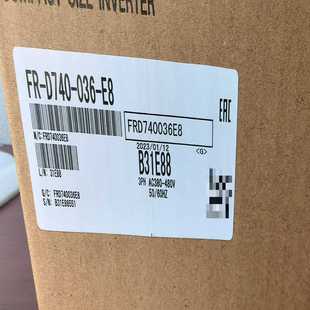 COMPACT SIZE INVERTER
FR-D740-036-E8
EAC
M/C: FRD740036E8
FRD740036E8
2023/01/12
<G>
L/N: 31E88
B31E88
3PH AC380-480V
50/60HZ
G/C: FRD740036E8
S/N: B31E88551